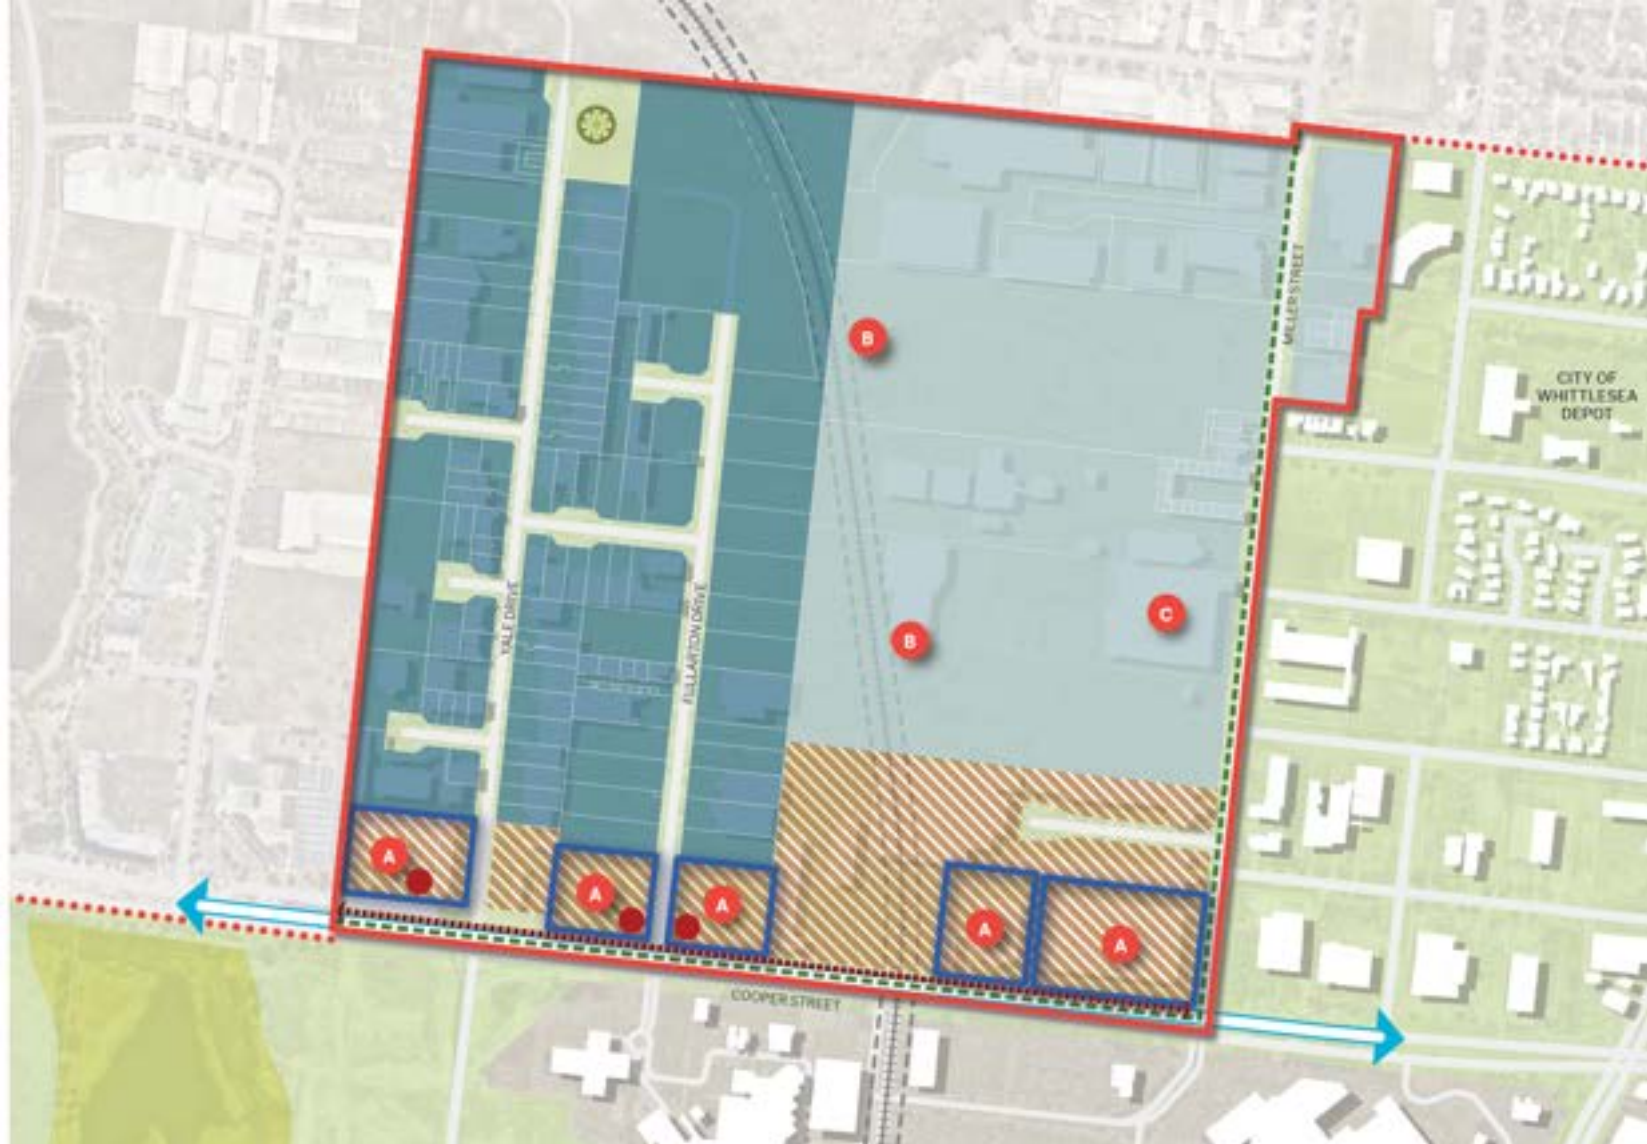 MILLER STREET
CITY OF
WHITTLESEA
DEPOT
B
B
C
YALE DRIVE
FULLARTON DRIVE
A
A
A
A
A
COOPER STREET